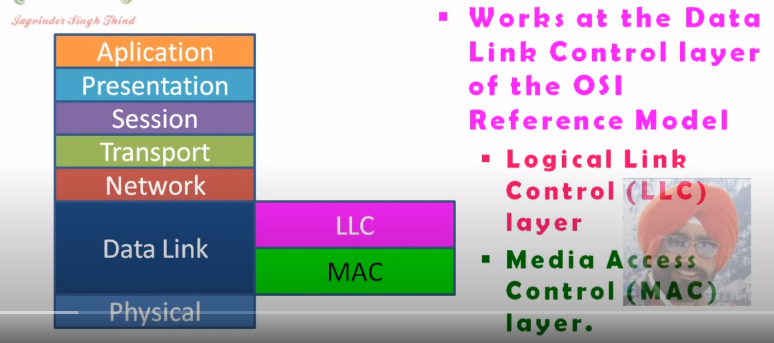 Jagvinder Singh Thind
Aplication
Presentation
Session
Transport
Network
Data Link
Physical
LLC
MAC
▪ Works at the Data
Link Control layer
of the OSI
Reference Model
▪ Logical Link
Control (LLC)
layer
▪ Media Access
Control (MAC)
layer.